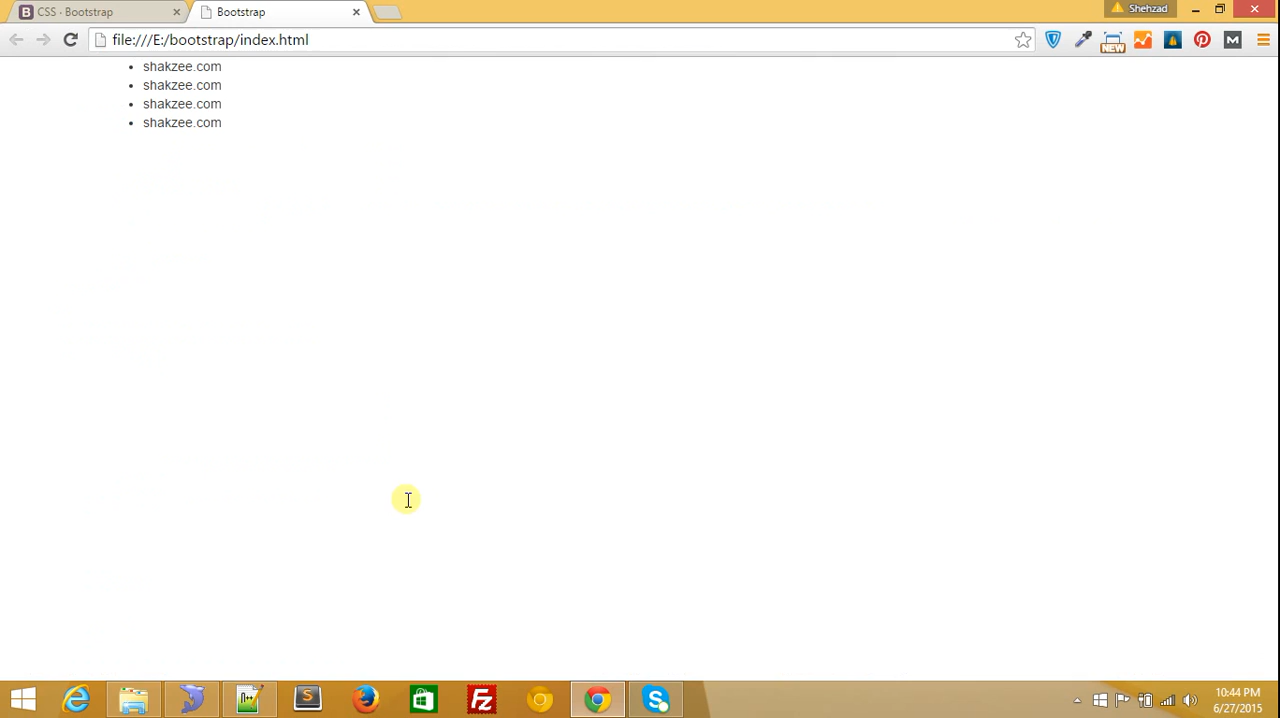 CSS · Bootstrap
Bootstrap
Shehzad
file:///E:/bootstrap/index.html
NEW
M
• shakzee.com
• shakzee.com
• shakzee.com
• shakzee.com
10:44 PM
6/27/2015